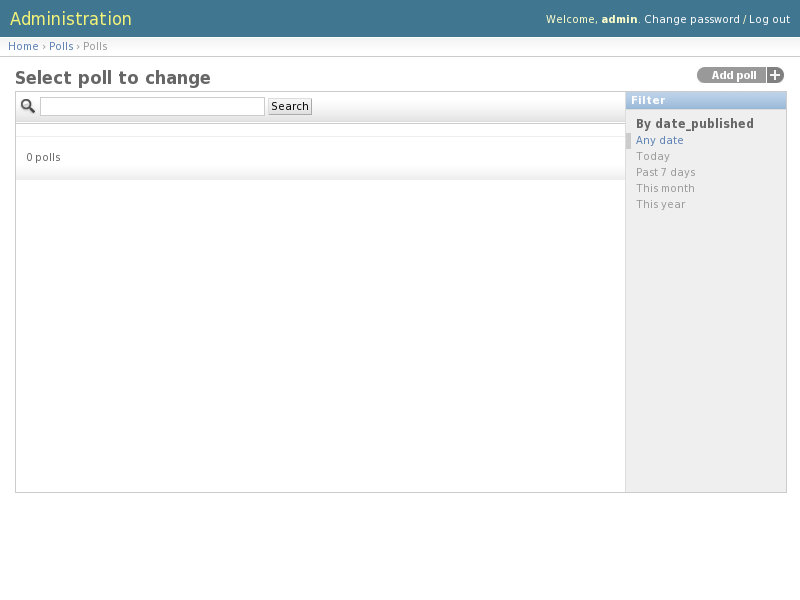 Administration
Welcome, admin. Change password / Log out
Home › Polls › Polls
Select poll to change
Add poll +
Search
0 polls
Filter
By date_published
Any date
Today
Past 7 days
This month
This year